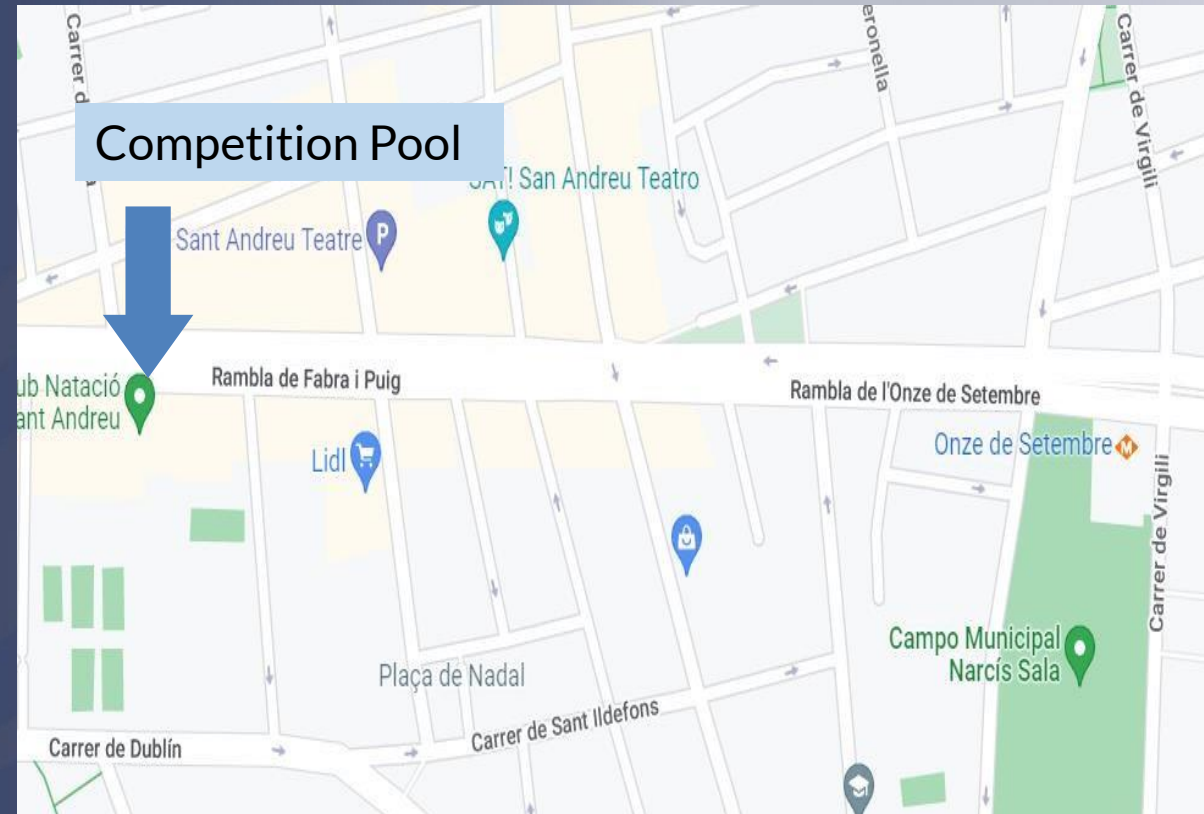 Carrer d
eronella
Carrer de Virgili
Competition Pool
SAT! San Andreu Teatro
Sant Andreu Teatre
P
Rambla de Fabra i Puig
ub Natació
ant Andreu
Rambla de l'Onze de Setembre
Lidl
Onze de Setembre
M
Carrer de Virgili
Campo Municipal
Narcís Sala
Plaça de Nadal
Carrer de Sant Ildefons
Carrer de Dublín